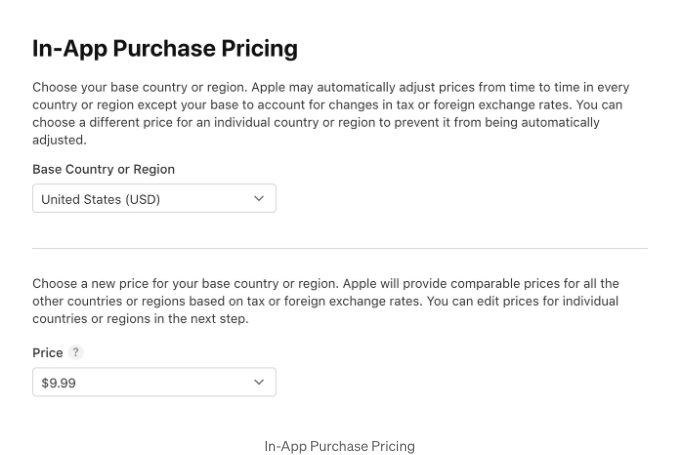 In-App Purchase Pricing
Choose your base country or region. Apple may automatically adjust prices from time to time in every
country or region except your base to account for changes in tax or foreign exchange rates. You can
choose a different price for an individual country or region to prevent it from being automatically
adjusted.
Base Country or Region
United States (USD)
Choose a new price for your base country or region. Apple will provide comparable prices for all the
other countries or regions based on tax or foreign exchange rates. You can edit prices for individual
countries or regions in the next step.
Price ?
$9.99
In-App Purchase Pricing